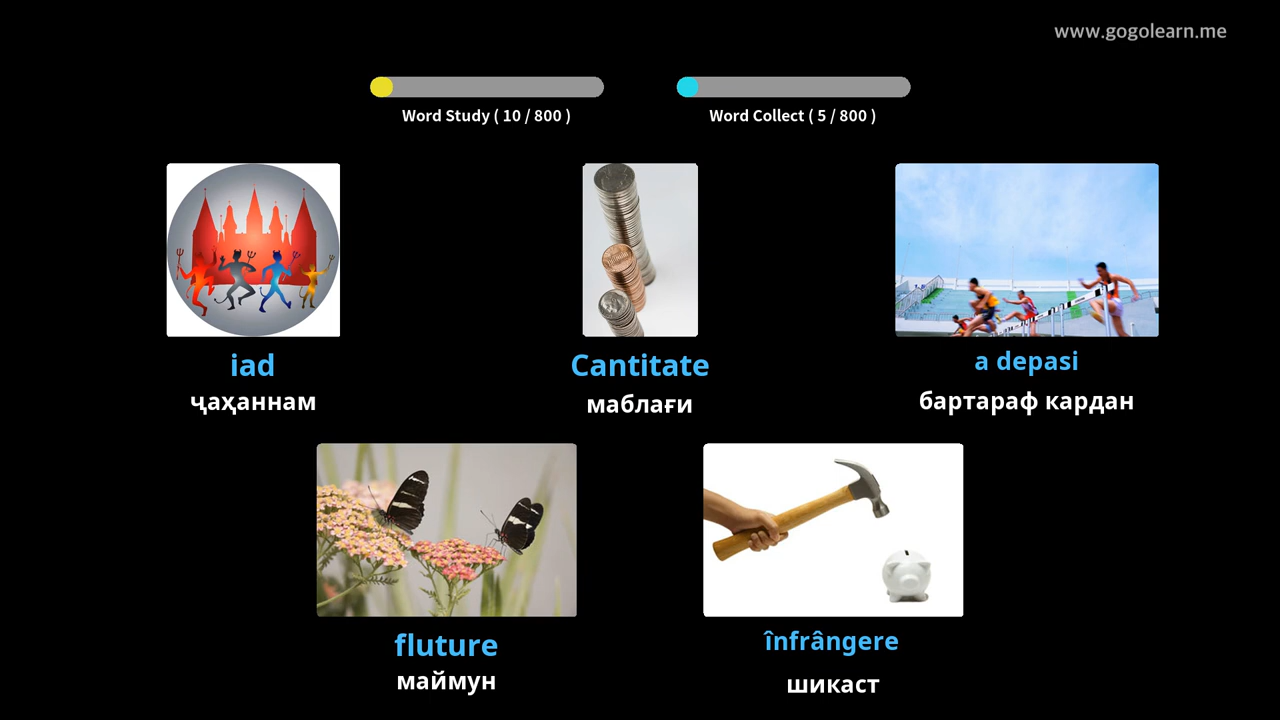 www.gogolearn.me
Word Study ( 10 / 800 )
Word Collect ( 5 / 800 )
iad
ҷаҳаннам
Cantitate
маблағи
a depasi
бартараф кардан
fluture
маймун
înfrângere
шикаст